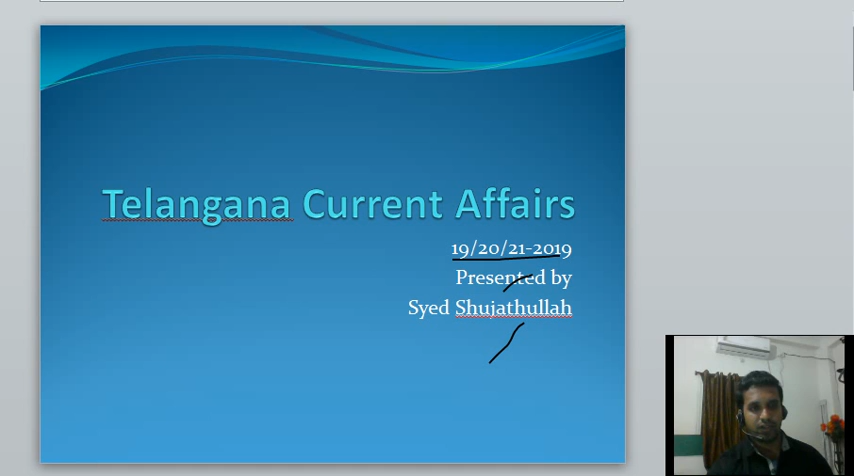 Telangana Current Affairs
19/20/21-2019
Presented by
Syed Shujathullah